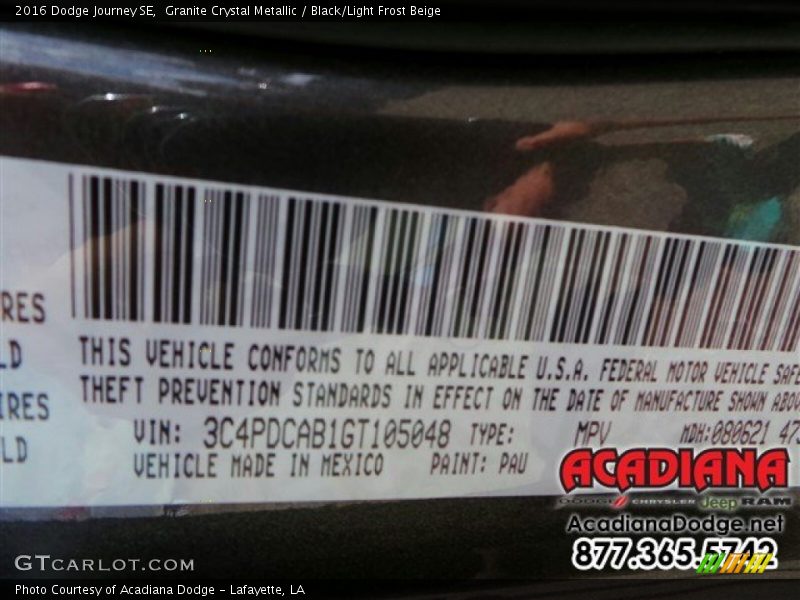 2016 Dodge Journey SE,  Granite Crystal Metallic / Black/Light Frost Beige
IRES
LD
IRES
LD
THIS VEHICLE CONFORMS TO ALL APPLICABLE U.S.A. FEDERAL MOTOR VEHICLE SAFE
THEFT PREVENTION STANDARDS IN EFFECT ON THE DATE OF MANUFACTURE SHOWN ABOV
VIN: 3C4PDCAB1GT105048 TYPE: MPV MDH:080621 473
VEHICLE MADE IN MEXICO PAINT: PAU
ACADIANA
DODGE CHRYSLER Jeep RAM
AcadianaDodge.net
877.365.5742
GTCARLOT.COM
Photo Courtesy of Acadiana Dodge - Lafayette, LA